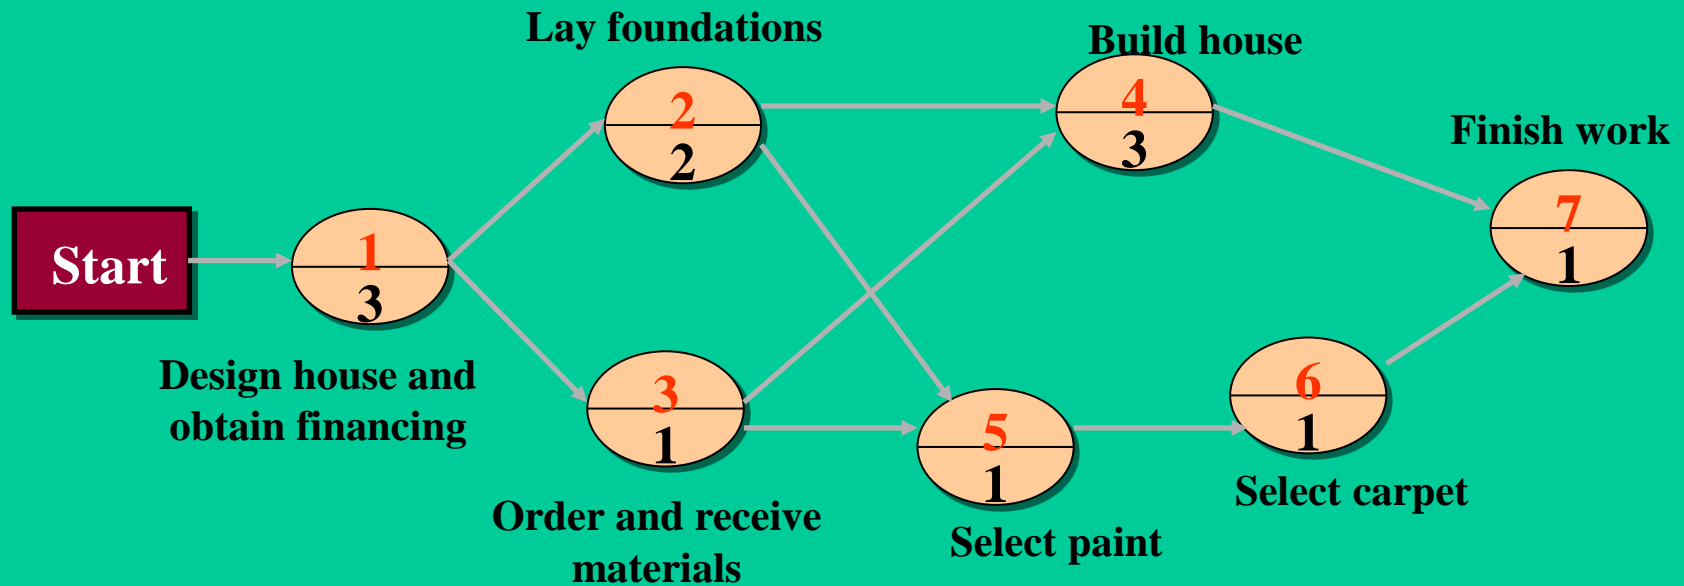 Lay foundations
Build house
2
2
4
3
Finish work
7
1
Start
1
3
Design house and
obtain financing
3
1
6
1
5
1
Select carpet
Order and receive
materials
Select paint